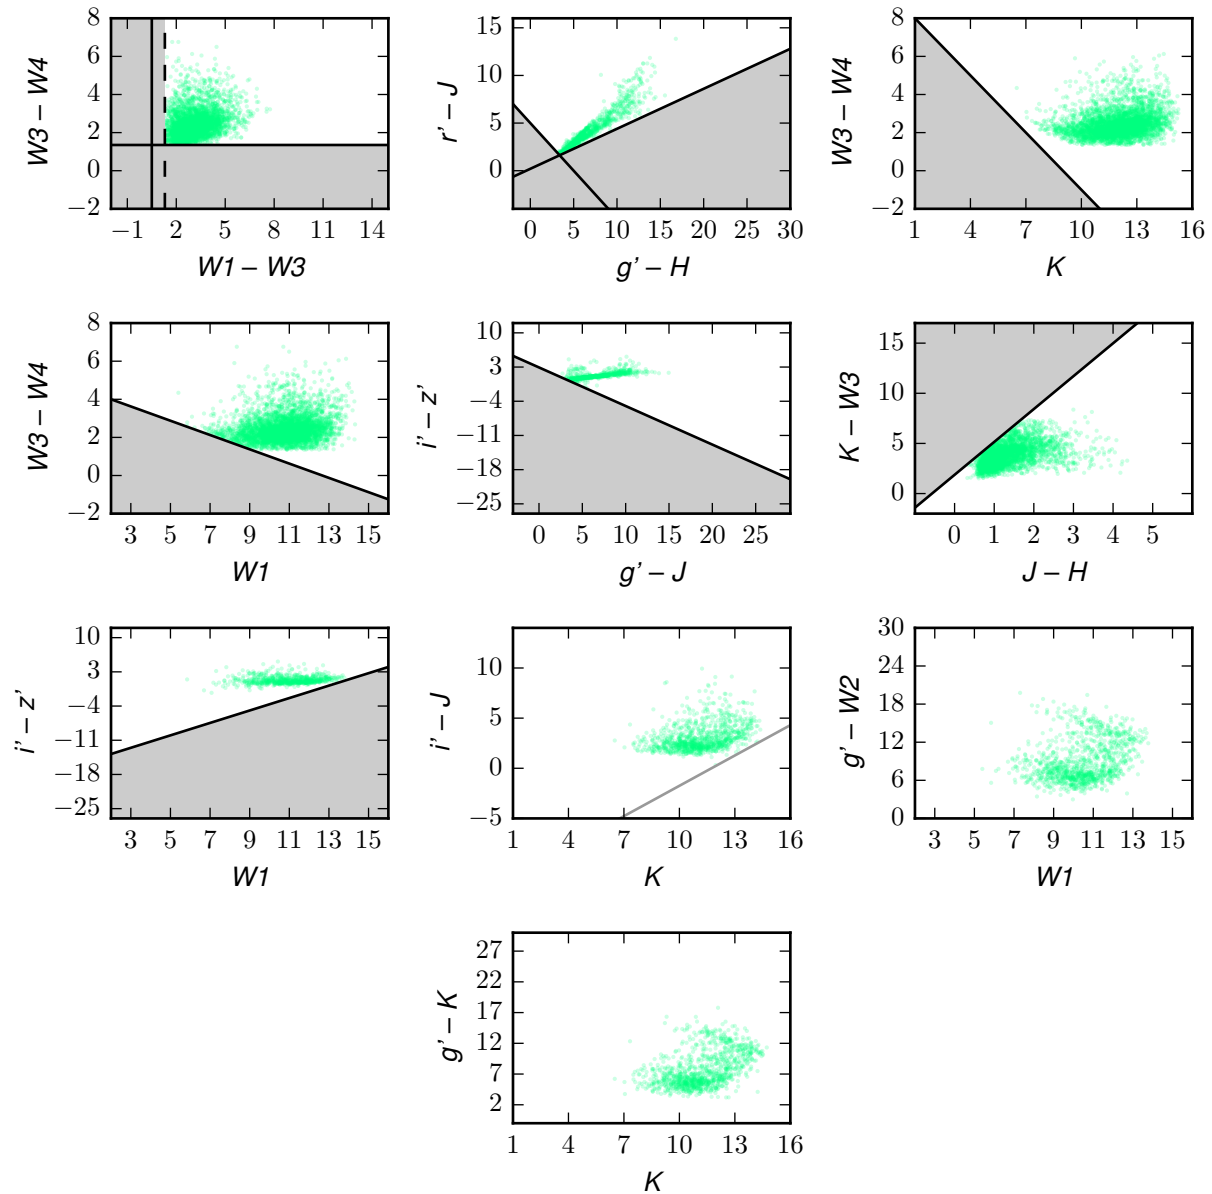 8
6
4
2
0
−2
W3 – W4
−1 2 5 8 11 14
W1 – W3
15
10
5
0
r' – J
0 5 10 15 20 25 30
g' – H
8
6
4
2
0
−2
W3 – W4
1 4 7 10 13 16
K
8
6
4
2
0
−2
W3 – W4
3 5 7 9 11 13 15
W1
10
3
−4
−11
−18
−25
i' – z'
0 5 10 15 20 25
g' – J
15
10
5
0
K – W3
0 1 2 3 4 5
J – H
10
3
−4
−11
−18
−25
i' – z'
3 5 7 9 11 13 15
W1
10
5
0
−5
i' – J
1 4 7 10 13 16
K
30
24
18
12
6
0
g' – W2
3 5 7 9 11 13 15
W1
27
22
17
12
7
2
g' – K
1 4 7 10 13 16
K